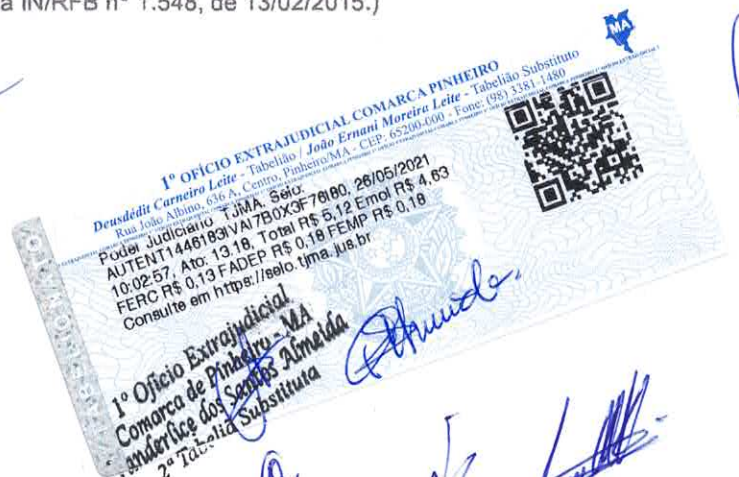 a IN/RFB nº 1.548, de 13/02/2015.)
MA
1º OFÍCIO EXTRAJUDICIAL COMARCA PINHEIRO
Deusdédit Carneiro Leite - Tabelião / João Ernani Moreira Leite - Tabelião Substituto
Rua João Albino, 636 A, Centro, Pinheiro/MA - CEP: 65200-000 - Fone: (98) 3381-1480
Poder Judiciário TJMA. Selo:
AUTENT1446183IVAI7B0X3F76I80, 26/05/2021
10:02:57, Ato: 13.18, Total R$ 5,12 Emol R$ 4,63
FERC R$ 0,13 FADEP R$ 0,18 FEMP R$ 0,18
Consulte em https://selo.tjma.jus.br
1º Ofício Extrajudicial
Comarca de Pinheiro - MA
anderlice dos Santos Almeida
2ª Tabeliã Substituta